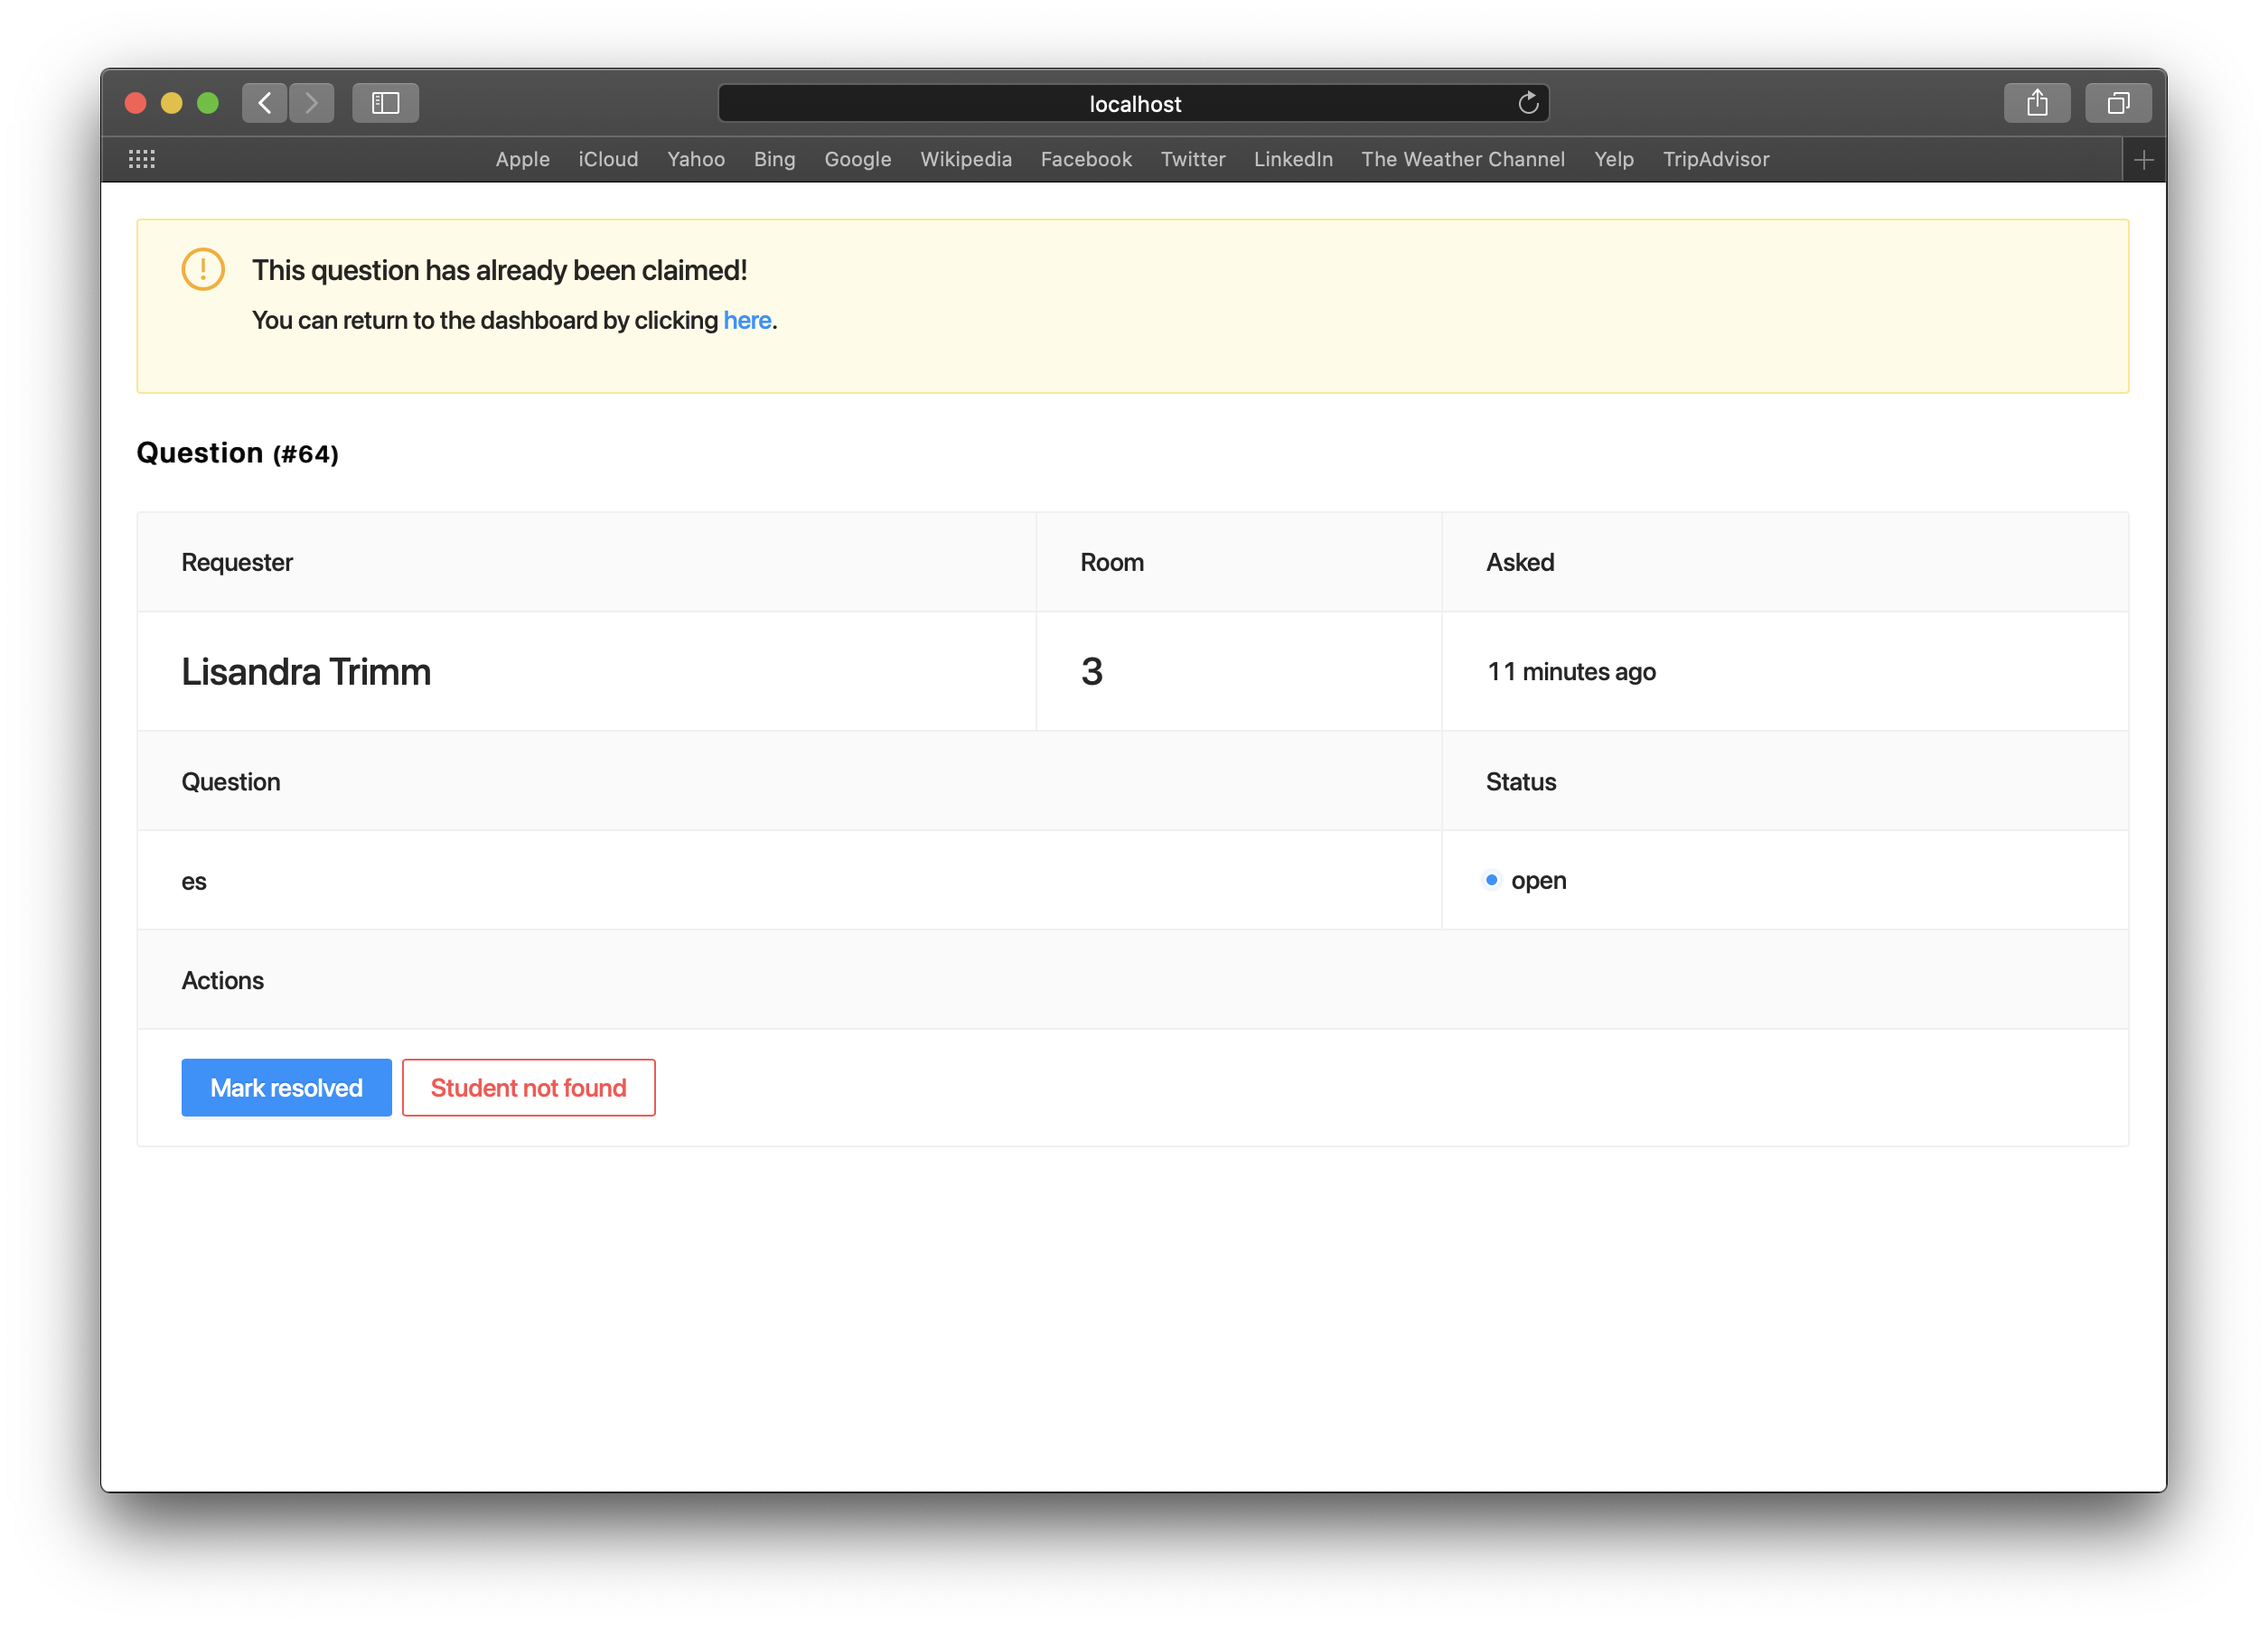 localhost
Apple iCloud Yahoo Bing Google Wikipedia Facebook Twitter LinkedIn The Weather Channel Yelp TripAdvisor
This question has already been claimed!
You can return to the dashboard by clicking here.
Question (#64)
Requester Room Asked
Lisandra Trimm 3 11 minutes ago
Question Status
es open
Actions
Mark resolved Student not found